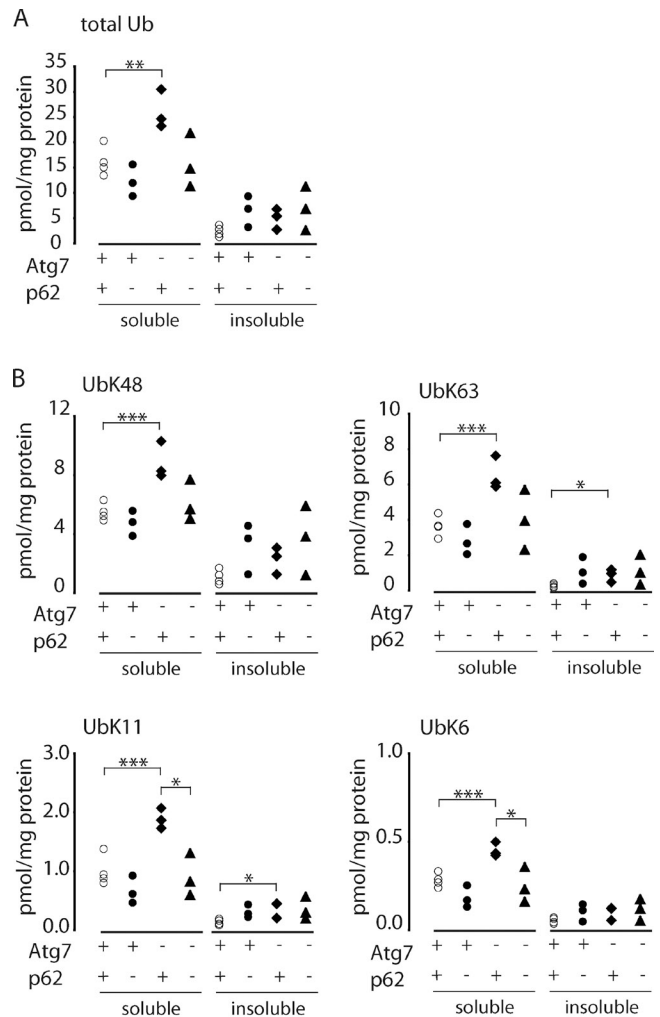 A
total Ub
**
35
30
25
20
15
10
5
0
pmol/mg protein
Atg7 + + - - + + - -
p62 + - + - + - + -
soluble insoluble
B
UbK48
***
12
8
4
0
pmol/mg protein
Atg7 + + - - + + - -
p62 + - + - + - + -
soluble insoluble
UbK63
***
*
10
8
6
4
2
0
pmol/mg protein
Atg7 + + - - + + - -
p62 + - + - + - + -
soluble insoluble
UbK11
***
*
*
3.0
2.0
1.0
0.0
pmol/mg protein
Atg7 + + - - + + - -
p62 + - + - + - + -
soluble insoluble
UbK6
***
*
1.0
0.5
0.0
pmol/mg protein
Atg7 + + - - + + - -
p62 + - + - + - + -
soluble insoluble